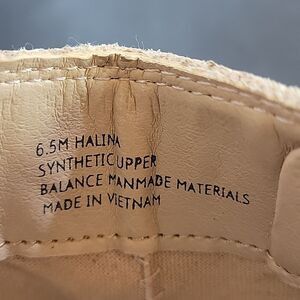 6.5M HALINA
SYNTHETIC UPPER
BALANCE MANMADE MATERIALS
MADE IN VIETNAM